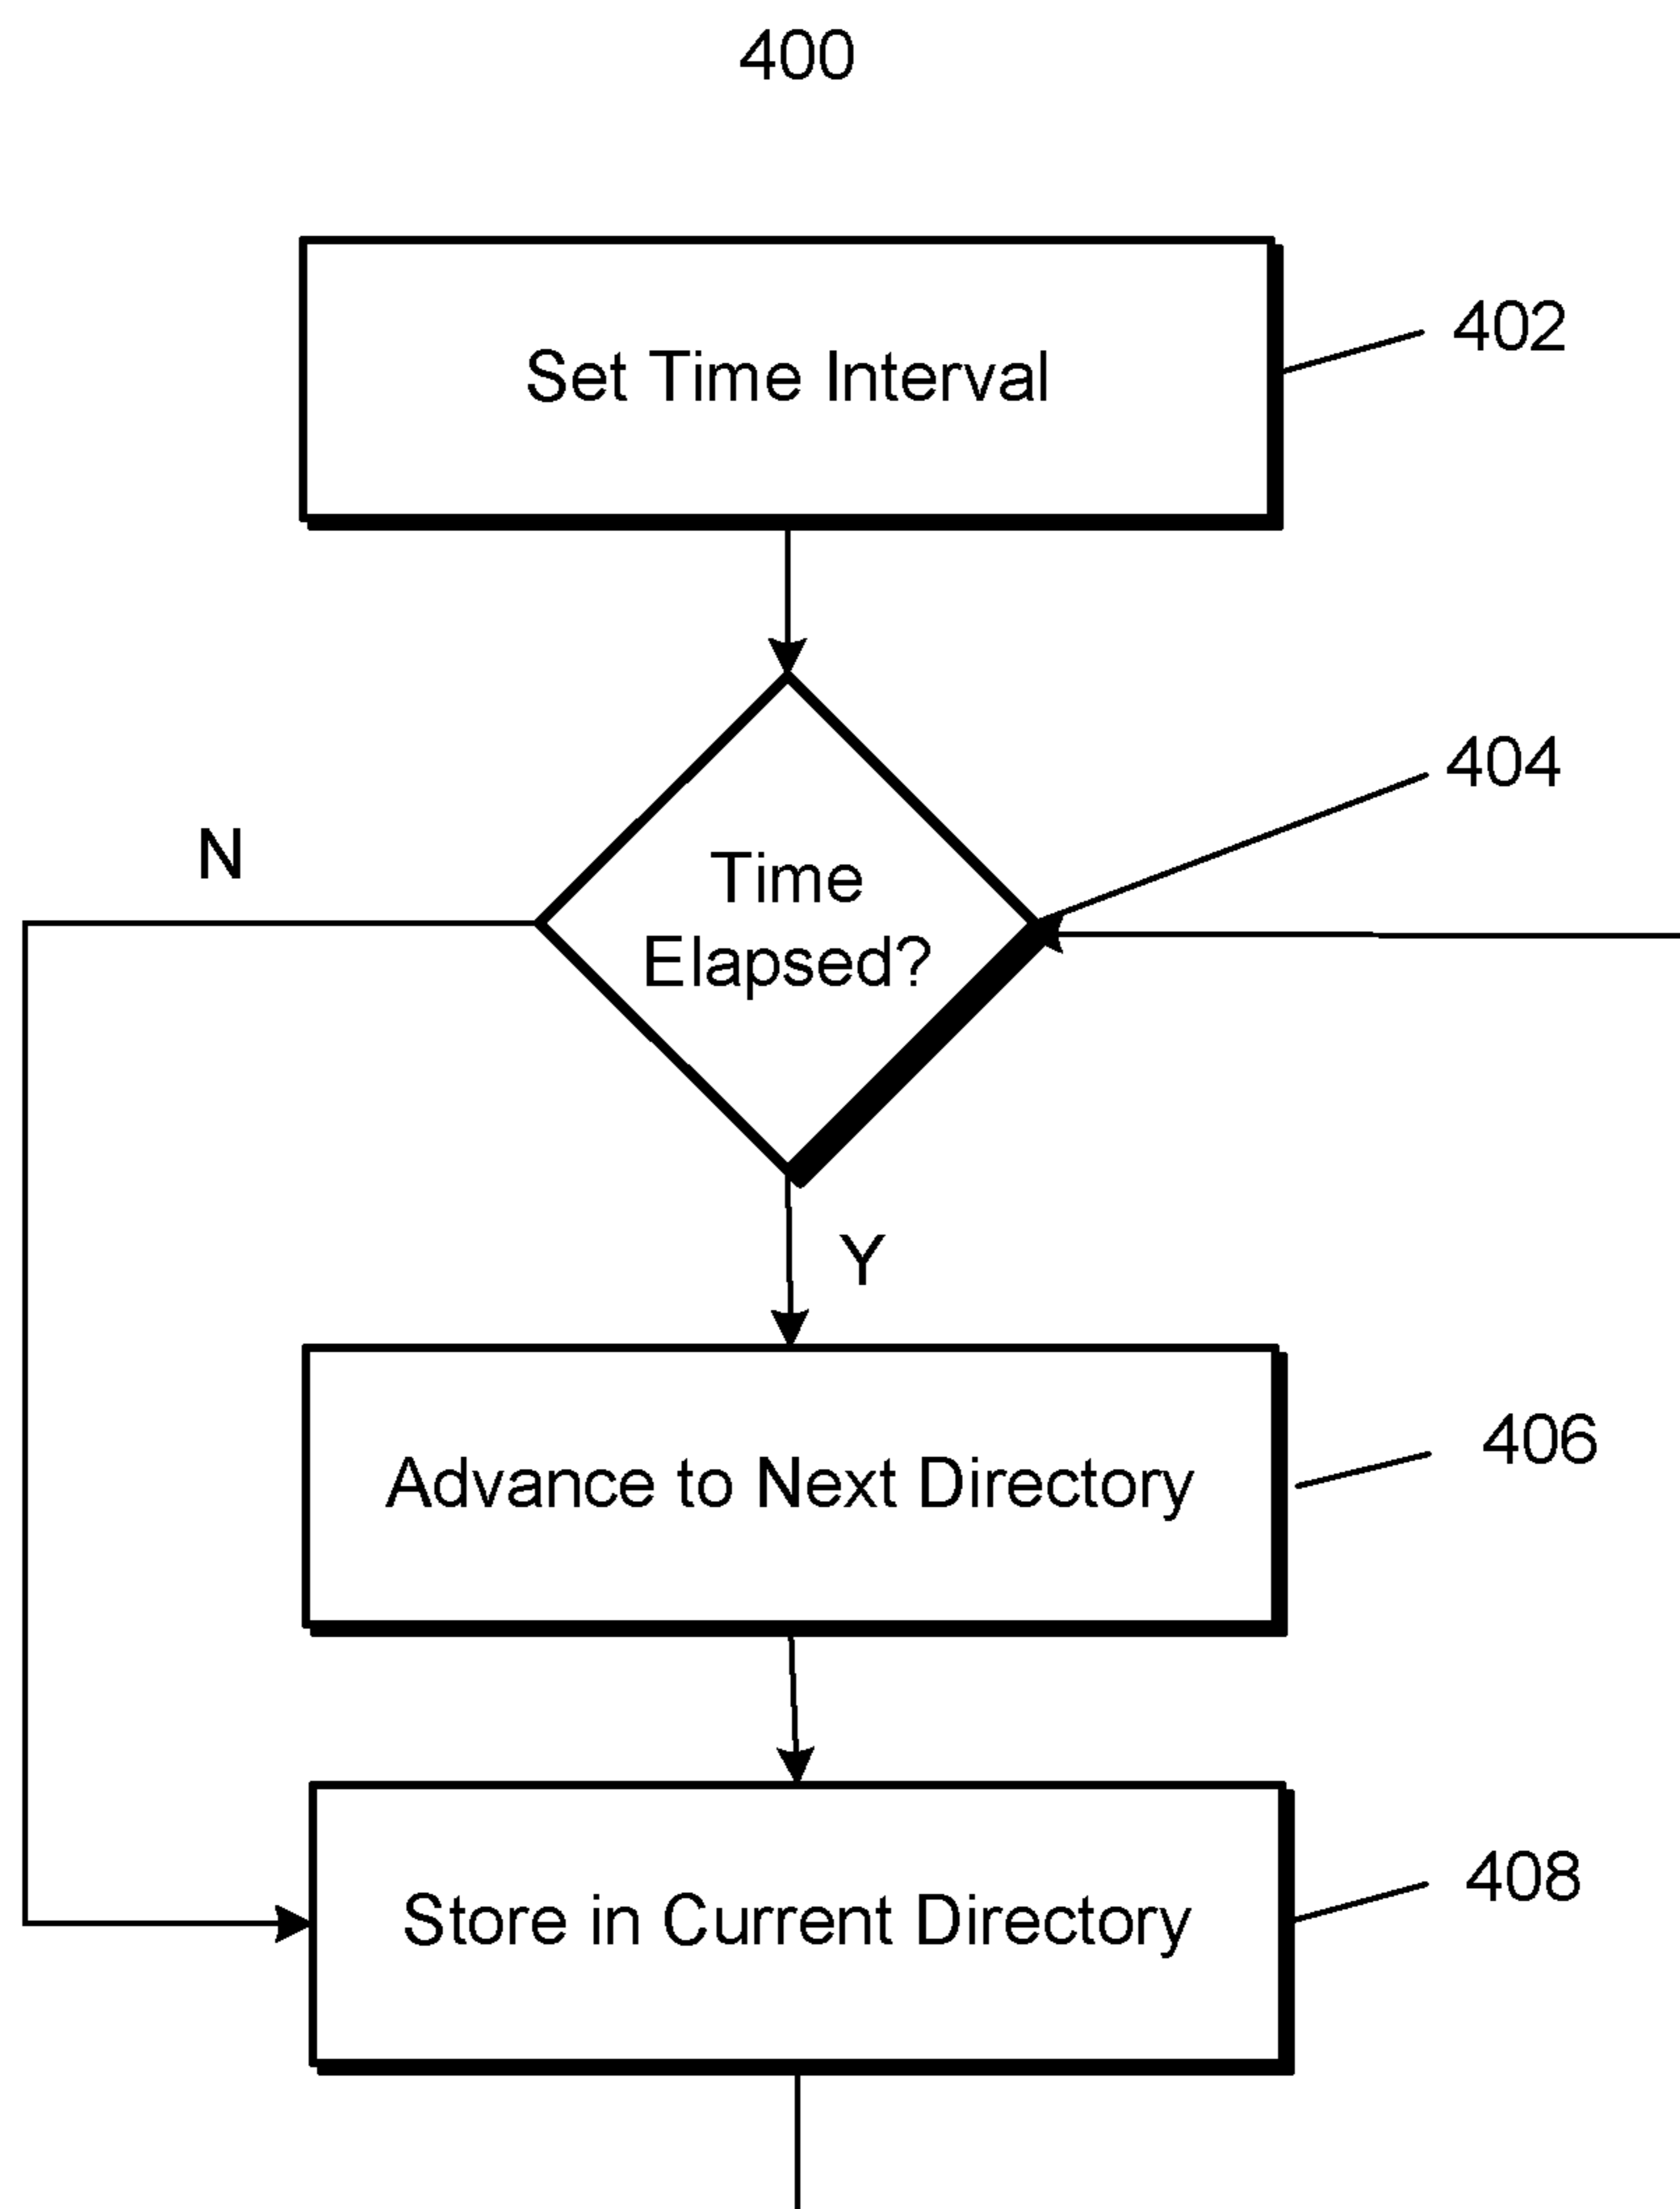 400
Set Time Interval
402
404
N
Time
Elapsed?
Y
Advance to Next Directory
406
Store in Current Directory
408